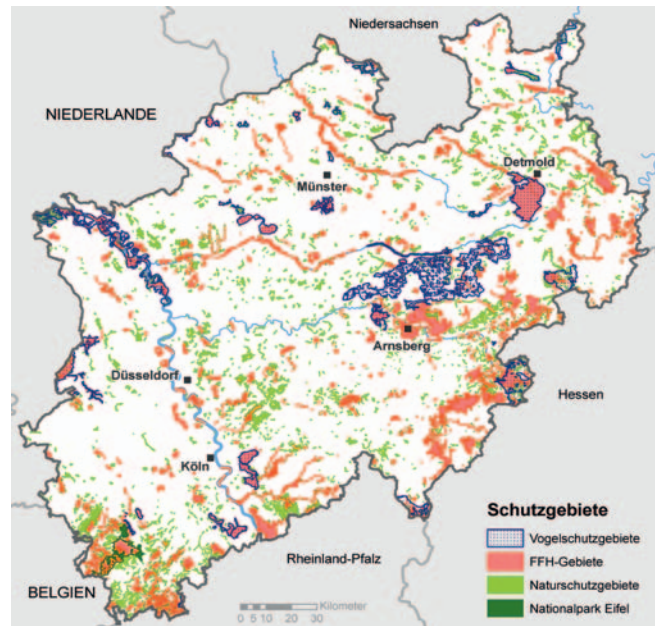 Niedersachsen
NIEDERLANDE
Detmold
Münster
Arnsberg
Düsseldorf
Hessen
Köln
Schutzgebiete
Vogelschutzgebiete
FFH-Gebiete
Naturschutzgebiete
Nationalpark Eifel
Rheinland-Pfalz
BELGIEN
Kilometer
0 5 10 20 30